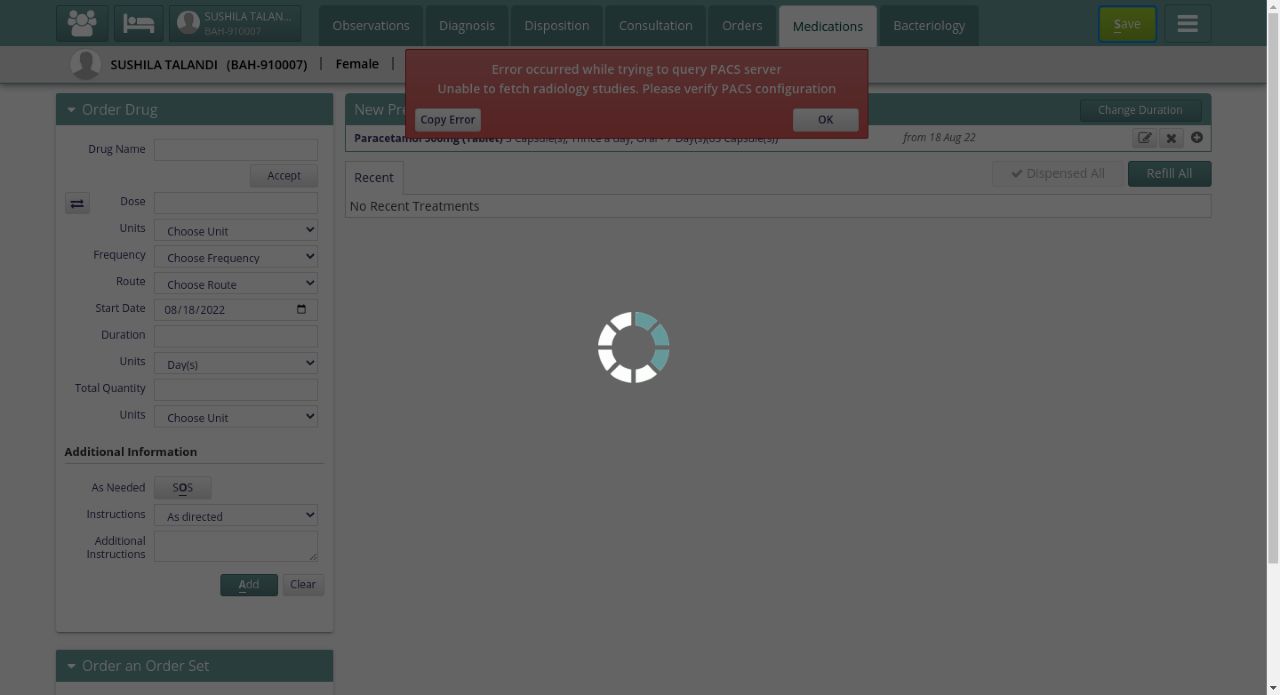 SUSHILA TALAN...
BAH-910007
Observations
Diagnosis
Disposition
Consultation
Orders
Medications
Bacteriology
Save
SUSHILA TALANDI (BAH-910007) | Female |
Error occurred while trying to query PACS server
Unable to fetch radiology studies. Please verify PACS configuration
Copy Error
OK
Order Drug
Drug Name
Accept
Dose
Units
Choose Unit
Frequency
Choose Frequency
Route
Choose Route
Start Date
08/18/2022
Duration
Units
Day(s)
Total Quantity
Units
Choose Unit
Additional Information
As Needed
SOS
Instructions
As directed
Additional
Instructions
Add
Clear
Order an Order Set
New Pre
Change Duration
Paracetamol 500mg (Tablet)
Capsule(s), Thrice a day, Oral - 7 Day(s)
from 18 Aug 22
Recent
Dispensed All
Refill All
No Recent Treatments